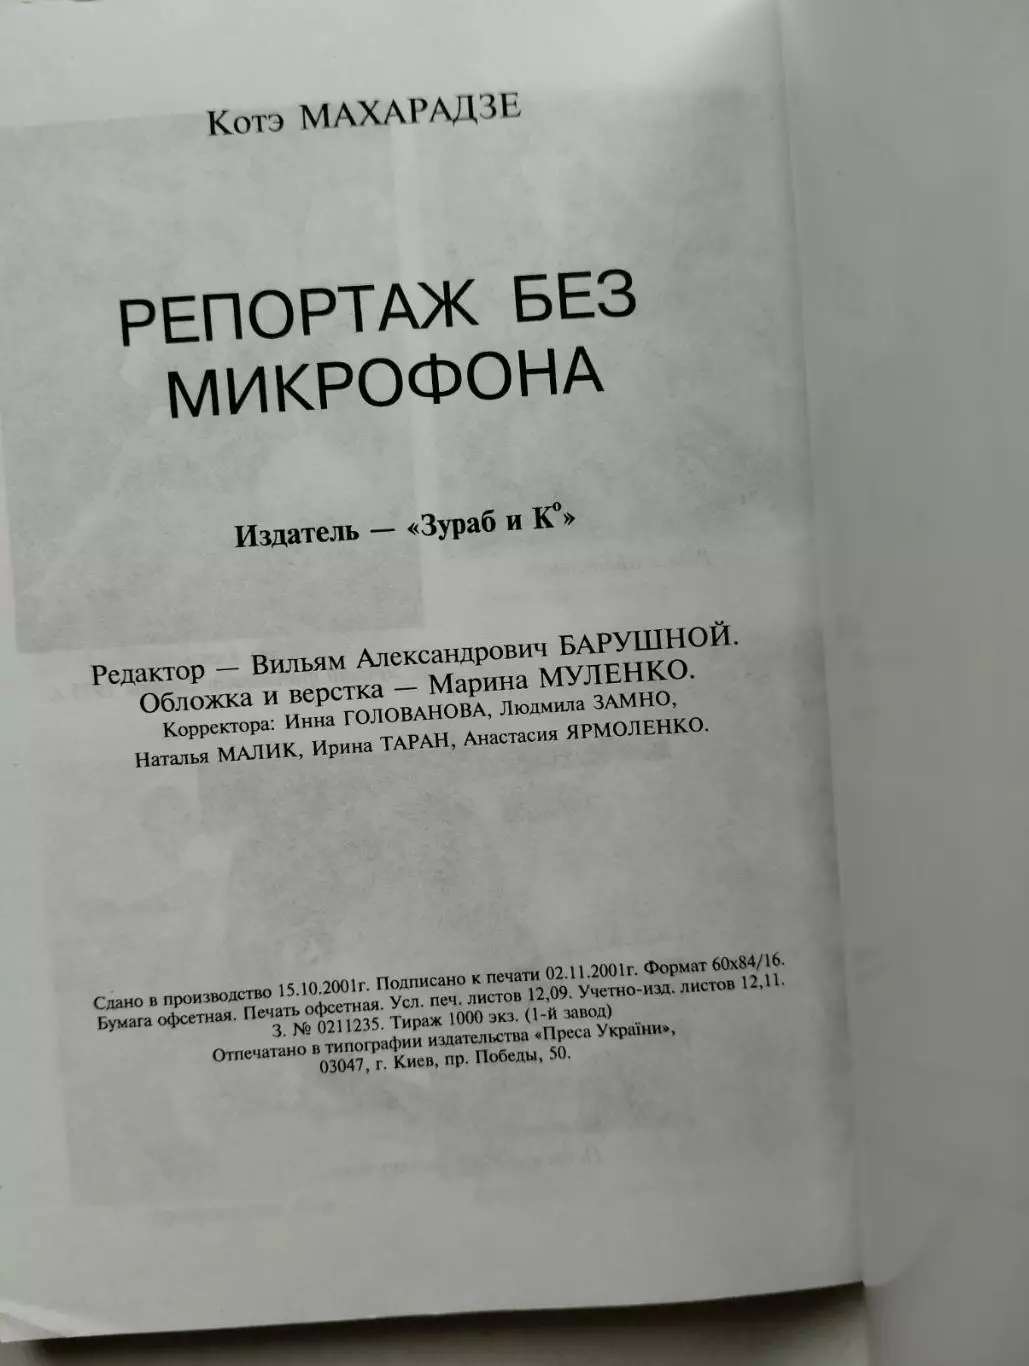 Котэ МАХАРАДЗЕ
РЕПОРТАЖ БЕЗ
МИКРОФОНА
Издатель — «Зураб и Кº»
Редактор — Вильям Александрович БАРУШНОЙ.
Обложка и верстка — Марина МУЛЕНКО.
Корректора: Инна ГОЛОВАНОВА, Людмила ЗАМНО,
Наталья МАЛИК, Ирина ТАРАН, Анастасия ЯРМОЛЕНКО.
Сдано в производство 15.10.2001г. Подписано к печати 02.11.2001г. Формат 60х84/16.
Бумага офсетная. Печать офсетная. Усл. печ. листов 12,09. Учетно-изд. листов 12,11.
З. № 0211235. Тираж 1000 экз. (1-й завод)
Отпечатано в типографии издательства «Преса України»,
03047, г. Киев, пр. Победы, 50.